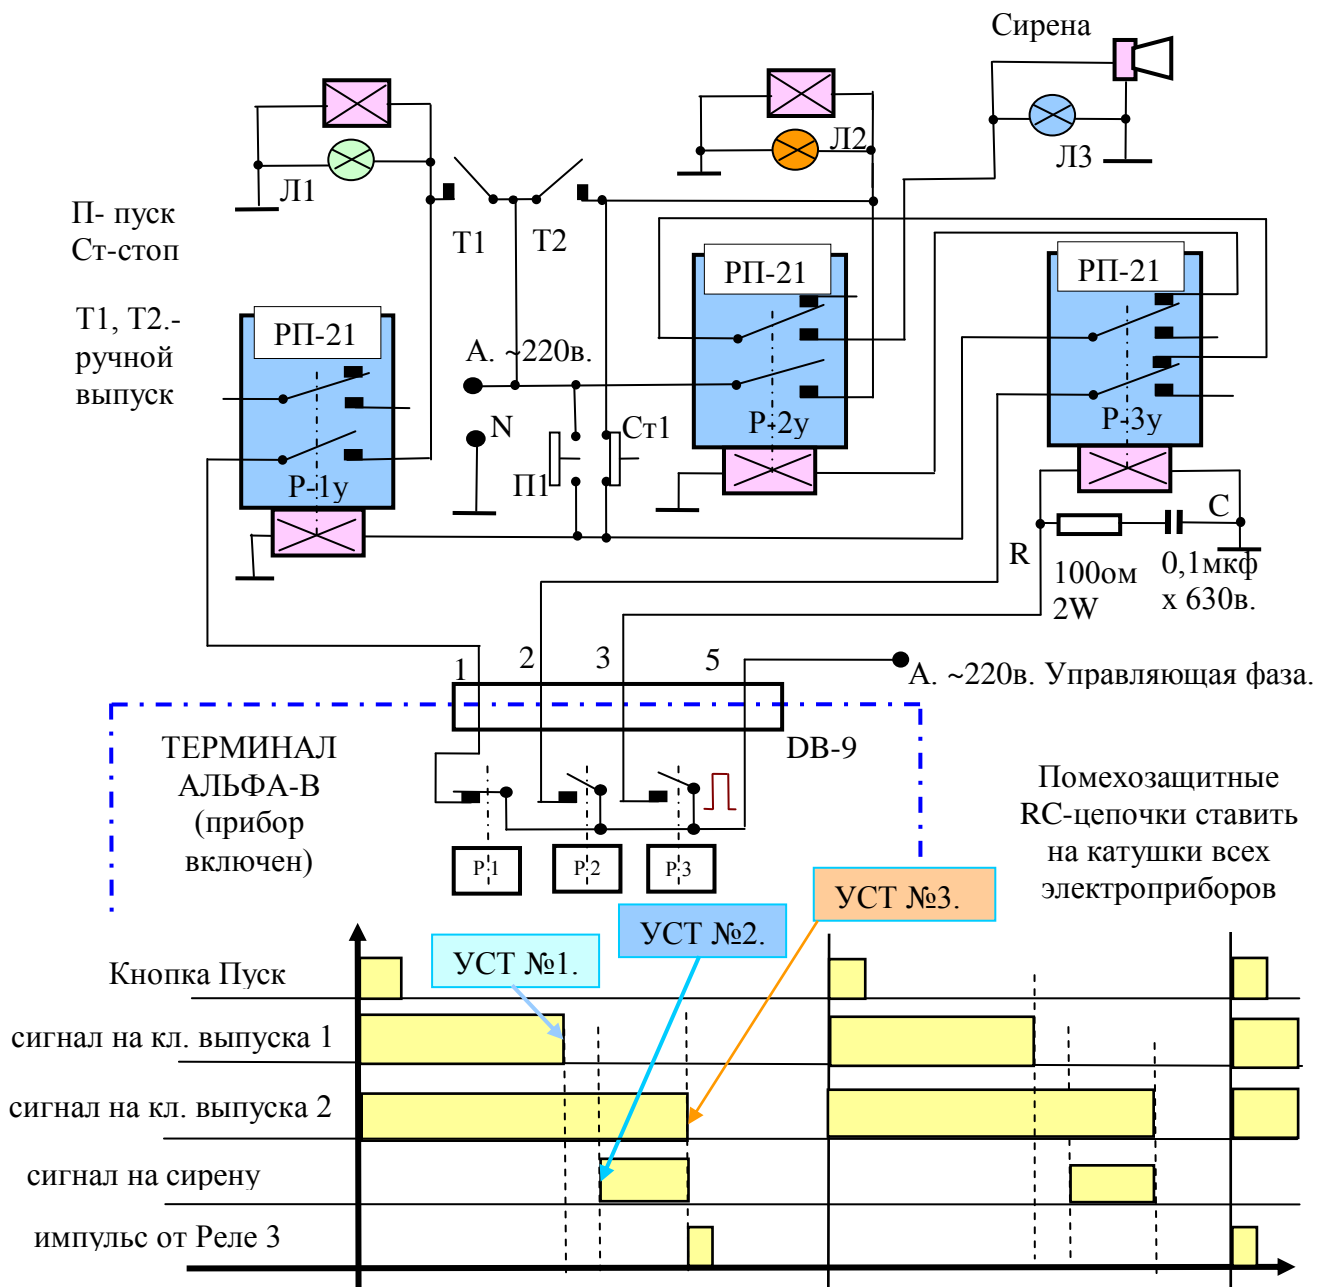 Сирена
Л1
Л2
Л3
П- пуск
Ст-стоп
Т1
Т2
Т1, Т2.-
ручной
выпуск
РП-21
РП-21
РП-21
А. ~220в.
N
П1
Ст1
Р-1у
Р-2у
Р-3у
R
C
100ом
2W
0,1мкф
х 630в.
1
2
3
5
А. ~220в. Управляющая фаза.
DB-9
ТЕРМИНАЛ
АЛЬФА-В
(прибор
включен)
Р-1
Р-2
Р-3
Помехозащитные
RC-цепочки ставить
на катушки всех
электроприборов
УСТ №3.
УСТ №2.
УСТ №1.
Кнопка Пуск
сигнал на кл. выпуска 1
сигнал на кл. выпуска 2
сигнал на сирену
импульс от Реле 3